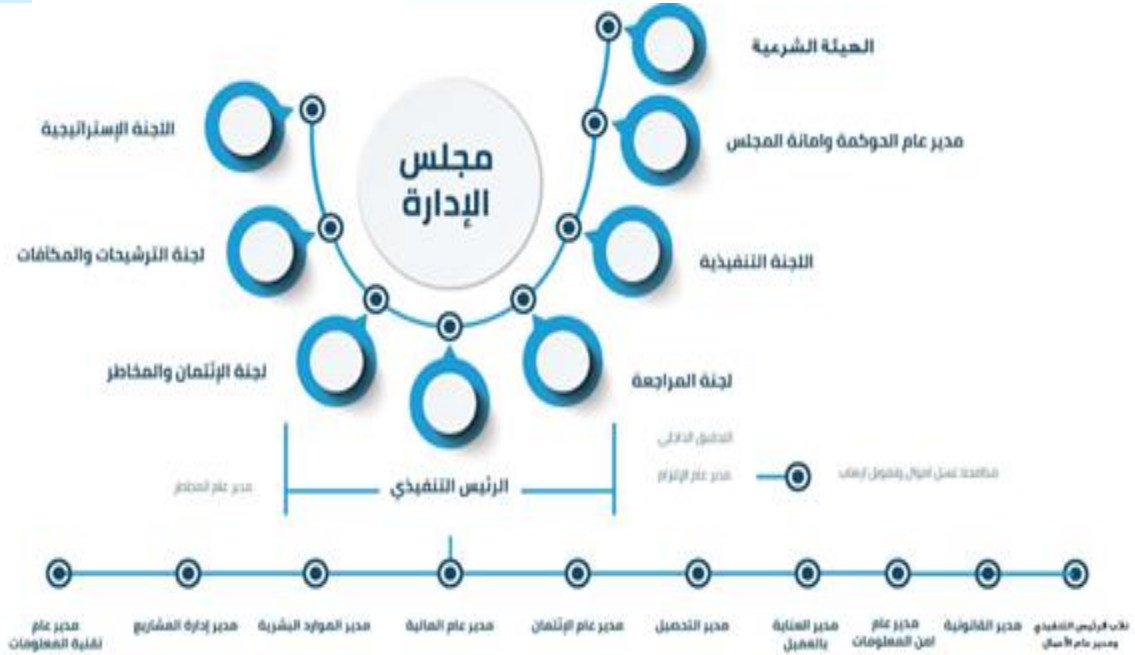 الهيئة الشرعية
مدير عام الحوكمة وامانة المجلس
اللجنة التنفيذية
لجنة المراجعة
مجلس
الإدارة
اللجنة الإستراتيجية
لجنة الترشيحات والمكافآت
لجنة الإئتمان والمخاطر
الرئيس التنفيذي
التدقيق الداخلي
مدير عام الإلتزام
مكافحة غسل اموال وتمويل ارهاب
مدير عام المخاطر
نائب الرئيس التنفيذي
ومدير عام الأعمال
مدير القانونية
مدير عام
امن المعلومات
مدير العناية
بالعميل
مدير التحصيل
مدير عام الإئتمان
مدير عام المالية
مدير الموارد البشرية
مدير إدارة المشاريع
مدير عام
تقنية المعلومات